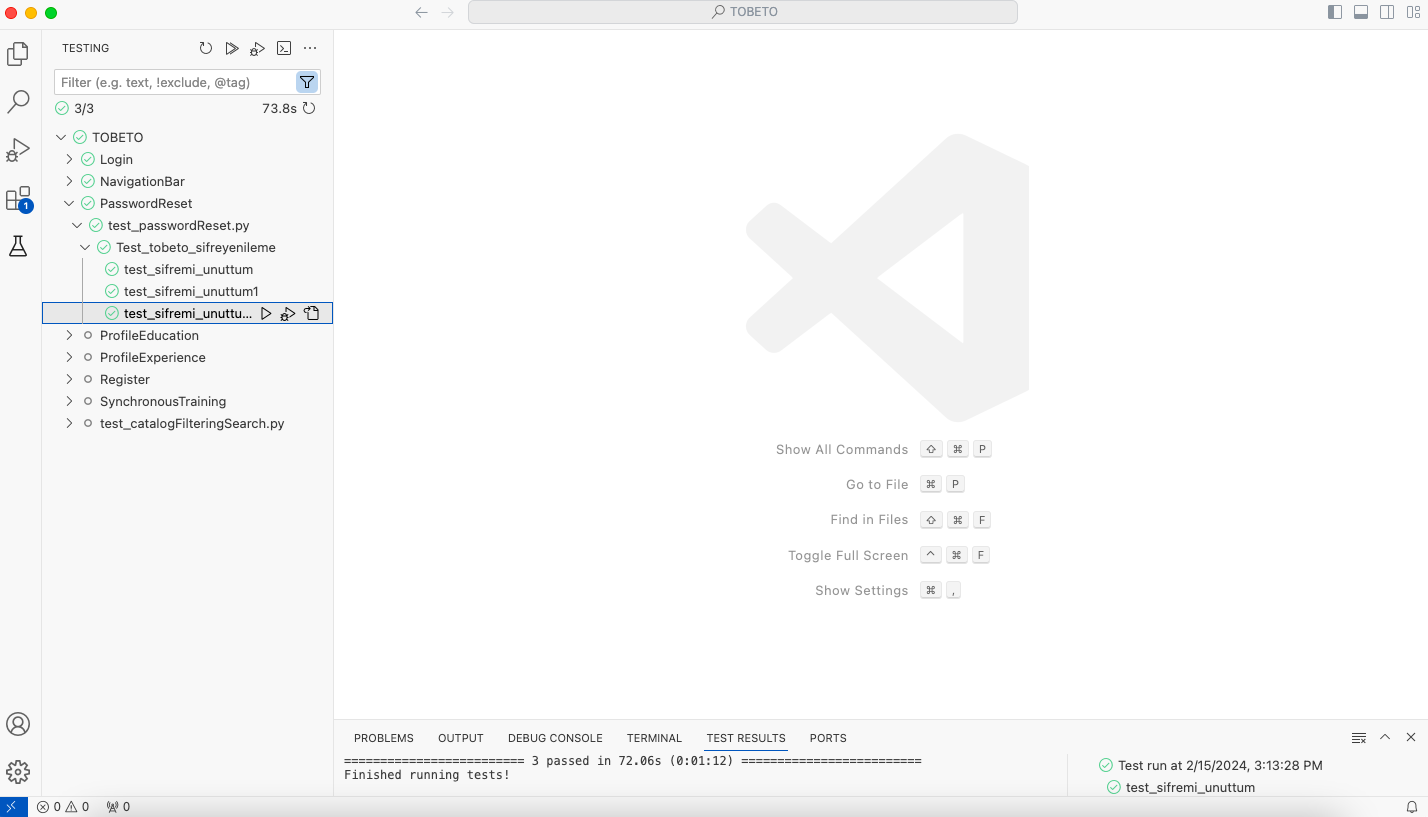 TOBETO
TESTING
Filter (e.g. text, !exclude, @tag)
3/3 73.8s
TOBETO
Login
NavigationBar
PasswordReset
test_passwordReset.py
Test_tobeto_sifreyenileme
test_sifremi_unuttum
test_sifremi_unuttum1
test_sifremi_unuttu...
ProfileEducation
ProfileExperience
Register
SynchronousTraining
test_catalogFilteringSearch.py
1
Show All Commands ⇧ ⌘ P
Go to File ⌘ P
Find in Files ⇧ ⌘ F
Toggle Full Screen ^ ⌘ F
Show Settings ⌘ ,
PROBLEMS OUTPUT DEBUG CONSOLE TERMINAL TEST RESULTS PORTS
========================= 3 passed in 72.06s (0:01:12) =========================
Finished running tests!
Test run at 2/15/2024, 3:13:28 PM
test_sifremi_unuttum
0 0 0